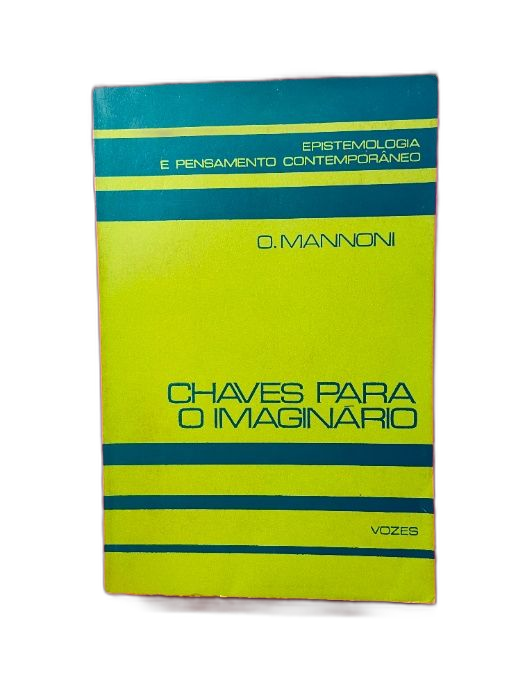 EPISTEMOLOGIA
E PENSAMENTO CONTEMPORÂNEO
O. MANNONI
CHAVES PARA
O IMAGINÁRIO
VOZES